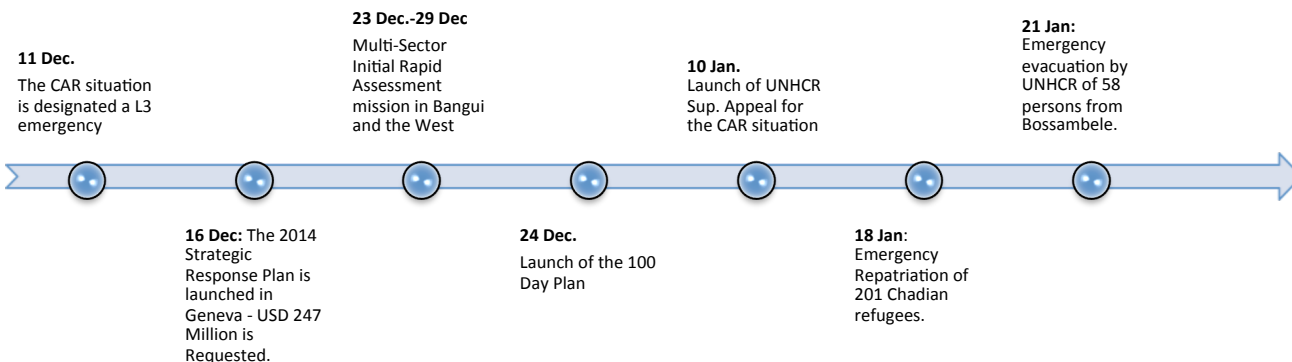 11 Dec.
The CAR situation
is designated a L3
emergency
16 Dec: The 2014
Strategic
Response Plan is
launched in
Geneva - USD 247
Million is
Requested.
23 Dec.-29 Dec
Multi-Sector
Initial Rapid
Assessment
mission in Bangui
and the West
24 Dec.
Launch of the 100
Day Plan
10 Jan.
Launch of UNHCR
Sup. Appeal for
the CAR situation
18 Jan:
Emergency
Repatriation of
201 Chadian
refugees.
21 Jan:
Emergency
evacuation by
UNHCR of 58
persons from
Bossambele.